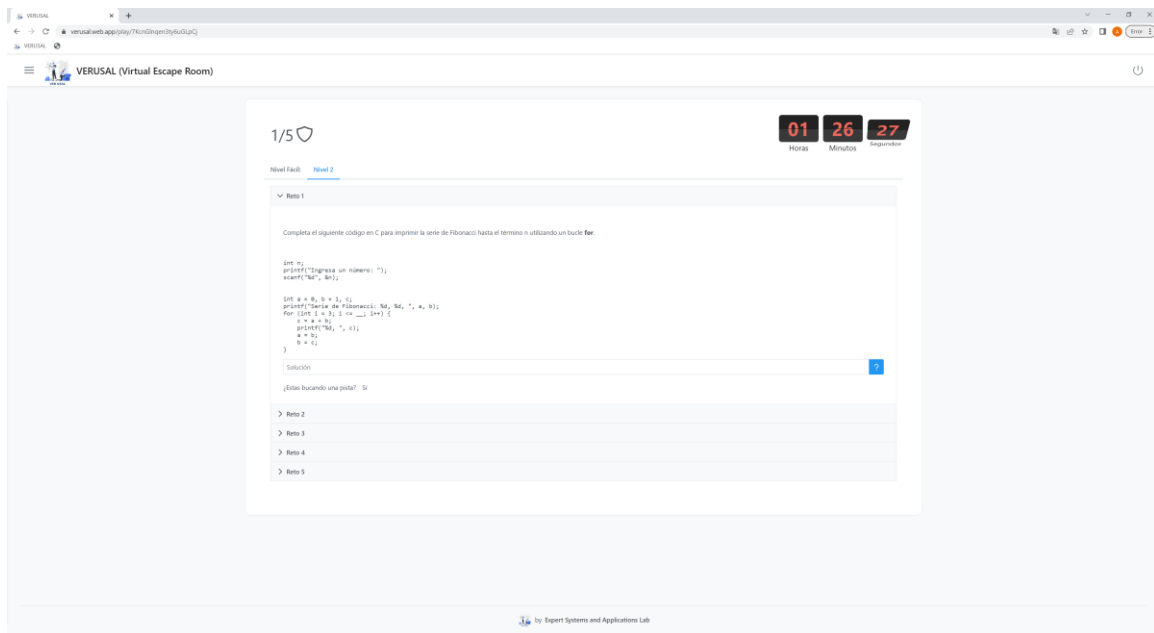 VERUSAL
verusal.web.app/play/7KcnGlnqeri3ty6uGLpCj
Error
VERUSAL
VERUSAL (Virtual Escape Room)
1/5
01 26 27
Horas Minutos Segundos
Nivel Fácil Nivel 2
Reto 1
Completa el siguiente código en C para imprimir la serie de Fibonacci hasta el término n utilizando un bucle for.
int n;
printf("Ingresa un número: ");
scanf("%d", &n);
int a = 0, b = 1, c;
printf("Serie de Fibonacci: %d, %d, ", a, b);
for (int i = 3; i <= __; i++) {
c = a + b;
printf("%d, ", c);
a = b;
b = c;
}
Solución ?
¿Estas bucando una pista? Sí
Reto 2
Reto 3
Reto 4
Reto 5
by Expert Systems and Applications Lab